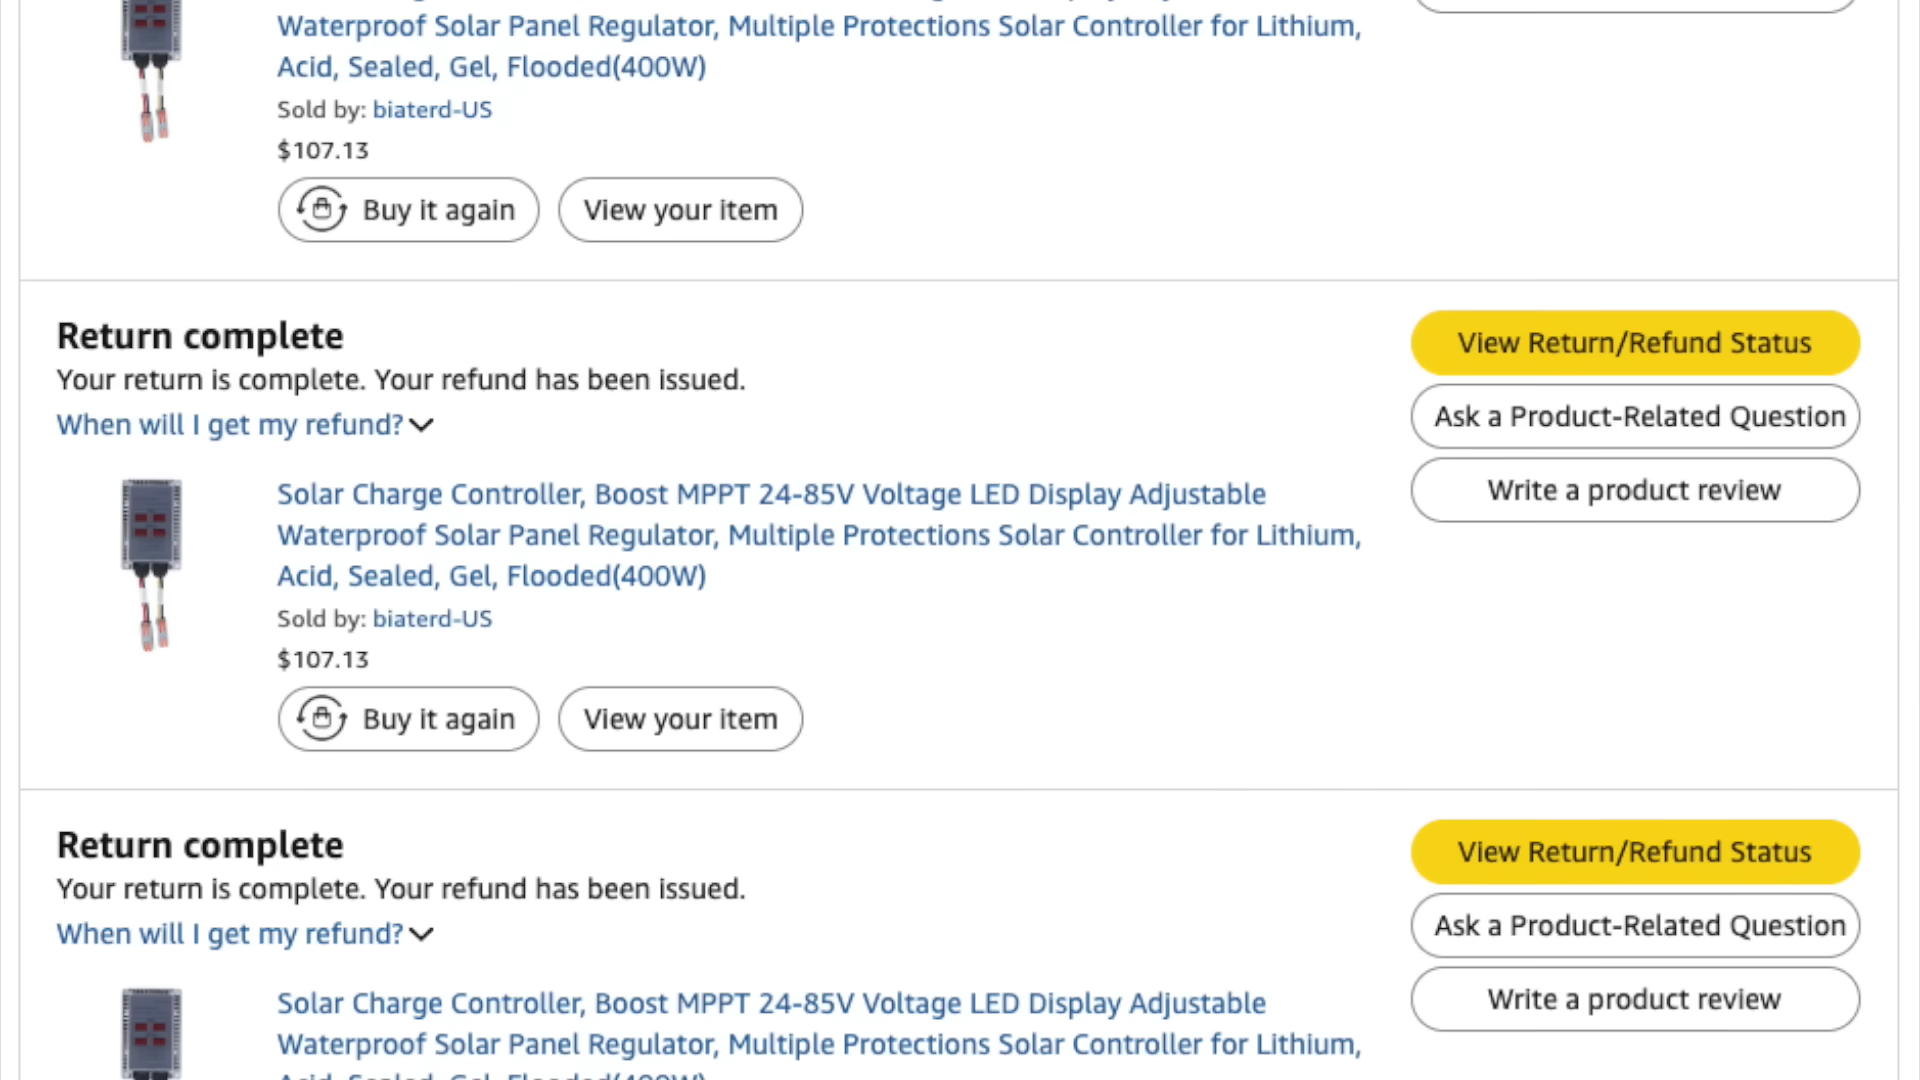 Waterproof Solar Panel Regulator, Multiple Protections Solar Controller for Lithium,
Acid, Sealed, Gel, Flooded(400W)
Sold by: biaterd-US
$107.13
Buy it again
View your item
Return complete
Your return is complete. Your refund has been issued.
When will I get my refund?
View Return/Refund Status
Ask a Product-Related Question
Write a product review
Solar Charge Controller, Boost MPPT 24-85V Voltage LED Display Adjustable
Waterproof Solar Panel Regulator, Multiple Protections Solar Controller for Lithium,
Acid, Sealed, Gel, Flooded(400W)
Sold by: biaterd-US
$107.13
Buy it again
View your item
Return complete
Your return is complete. Your refund has been issued.
When will I get my refund?
View Return/Refund Status
Ask a Product-Related Question
Write a product review
Solar Charge Controller, Boost MPPT 24-85V Voltage LED Display Adjustable
Waterproof Solar Panel Regulator, Multiple Protections Solar Controller for Lithium,